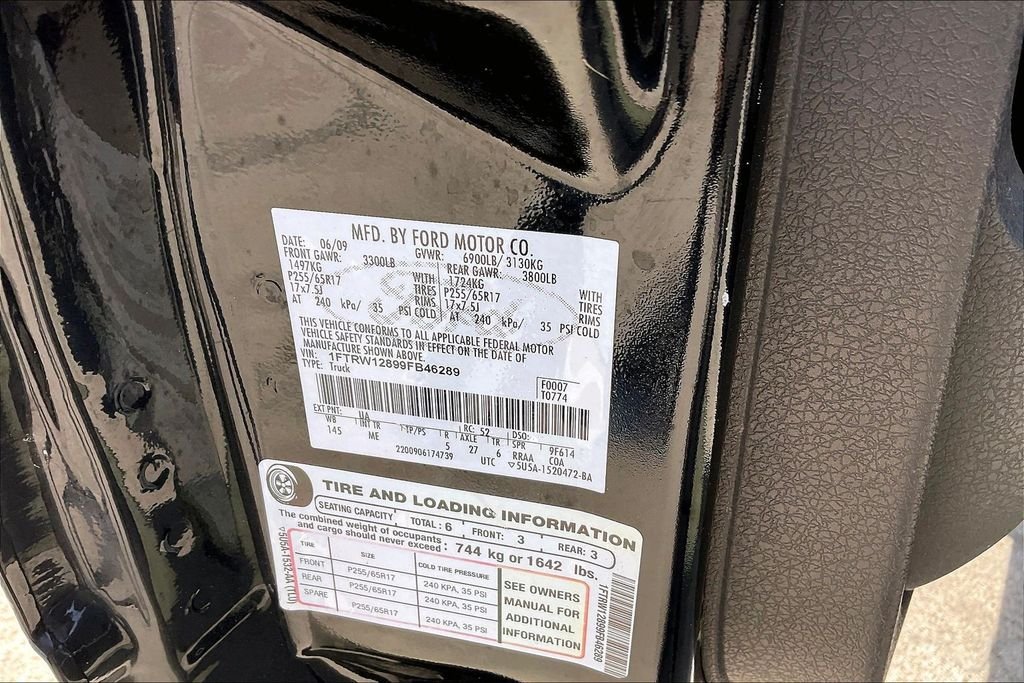 MFD. BY FORD MOTOR CO.
DATE: 06/09 GVWR: 6900LB/ 3130KG
FRONT GAWR: 3300LB REAR GAWR: 3800LB
1497KG WITH 1724KG WITH
P255/65R17 TIRES P255/65R17 TIRES
17x7.5J RIMS 17x7.5J RIMS
AT 240 kPa/ 35 PSI COLD AT 240 kPa/ 35 PSI COLD
THIS VEHICLE CONFORMS TO ALL APPLICABLE FEDERAL MOTOR
VEHICLE SAFETY STANDARDS IN EFFECT ON THE DATE OF
MANUFACTURE SHOWN ABOVE.
VIN: 1FTRW12899FB46289
TYPE: Truck
F0007
T0774
EXT PNT: UA RC: 52 DSO:
WB INT TR TP/PS R AXLE TR SPR 9F614
145 ME 5 27 6 RRAA COA
2200906174739 UTC ▽5U5A-1520472-BA
TIRE AND LOADING INFORMATION
SEATING CAPACITY TOTAL: 6 FRONT: 3 REAR: 3
The combined weight of occupants
and cargo should never exceed: 744 kg or 1642 lbs.
TIRE SIZE COLD TIRE PRESSURE
FRONT P255/65R17 240 KPA, 35 PSI
REAR P255/65R17 240 KPA, 35 PSI
SPARE P255/65R17 240 KPA, 35 PSI
SEE OWNERS
MANUAL FOR
ADDITIONAL
INFORMATION
1FTRW12899FB46289